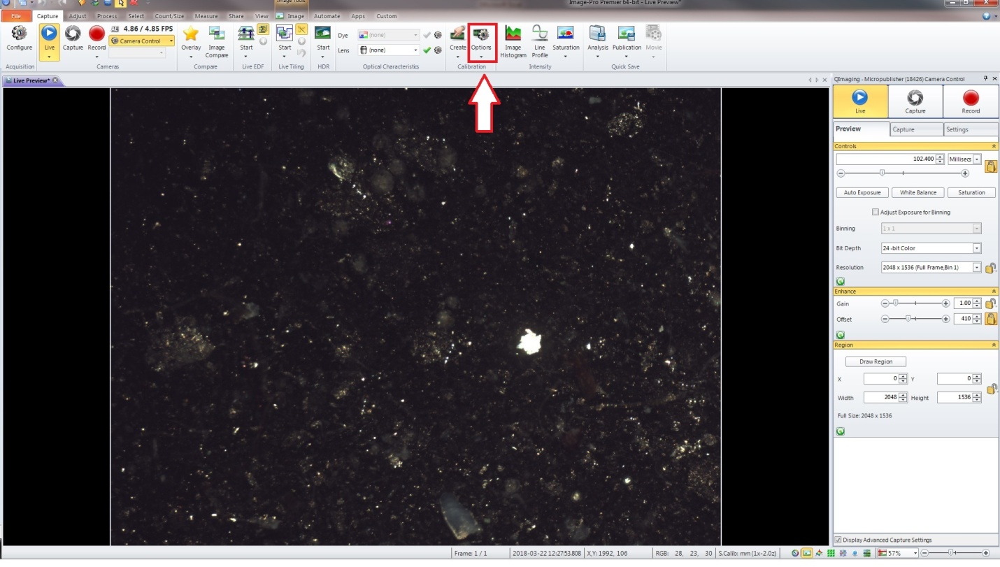 Image Tools
Image-Pro Premier 64-bit - Live Preview*
File Capture Adjust Process Select Count/Size Measure Share View Image Automate Apps Custom
Configure
Acquisition
Live Capture Record
4.86 / 4.85 FPS
Camera Control
Cameras
Overlay Image Compare
Compare
Start
Live EDF
Start
Live Tiling
Start
HDR
Dye (none)
Lens (none)
Optical Characteristics
Create Options
Calibration
Image Histogram Line Profile Saturation
Intensity
Analysis Publication Movie
Quick Save
Live Preview*
QImaging - Micropublisher (18426) Camera Control
Live Capture Record
Preview Capture Settings
Controls
102.400 Millisecs
Auto Exposure White Balance Saturation
Adjust Exposure for Binning
Binning 1 x 1
Bit Depth 24 -bit Color
Resolution 2048 x 1536 (Full Frame,Bin 1)
Enhance
Gain 1.00
Offset 410
Region
Draw Region
X 0 Y 0
Width 2048 Height 1536
Full Size: 2048 x 1536
Display Advanced Capture Settings
Frame: 1 / 1 2018-03-22 12:27:53.808 X,Y:1992, 106 RGB: 28, 23, 30 S.Calib: mm (1x-2.0z) 57%